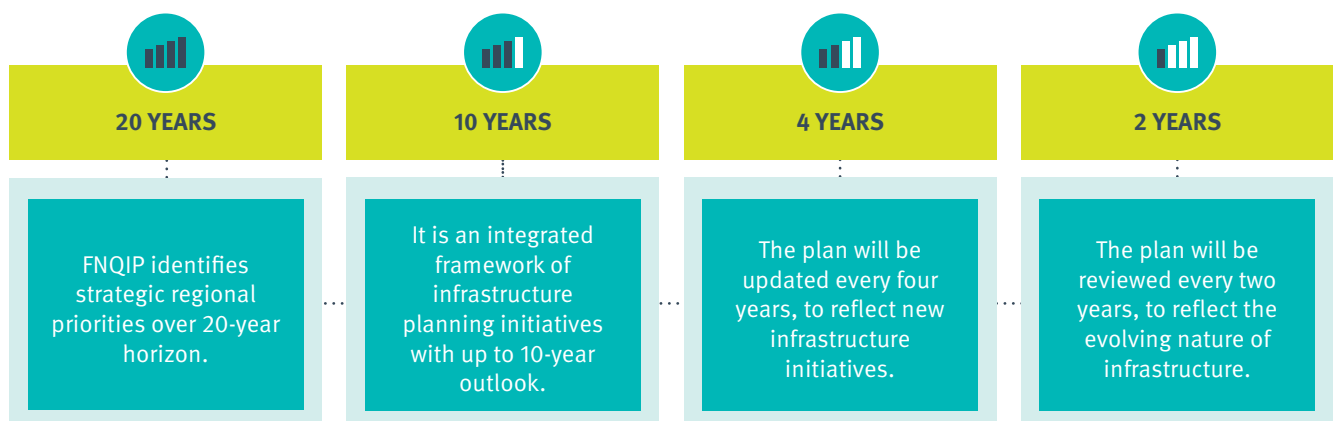 20 YEARS
FNQIP identifies
strategic regional
priorities over 20-year
horizon.
10 YEARS
It is an integrated
framework of
infrastructure
planning initiatives
with up to 10-year
outlook.
4 YEARS
The plan will be
updated every four
years, to reflect new
infrastructure
initiatives.
2 YEARS
The plan will be
reviewed every two
years, to reflect the
evolving nature of
infrastructure.